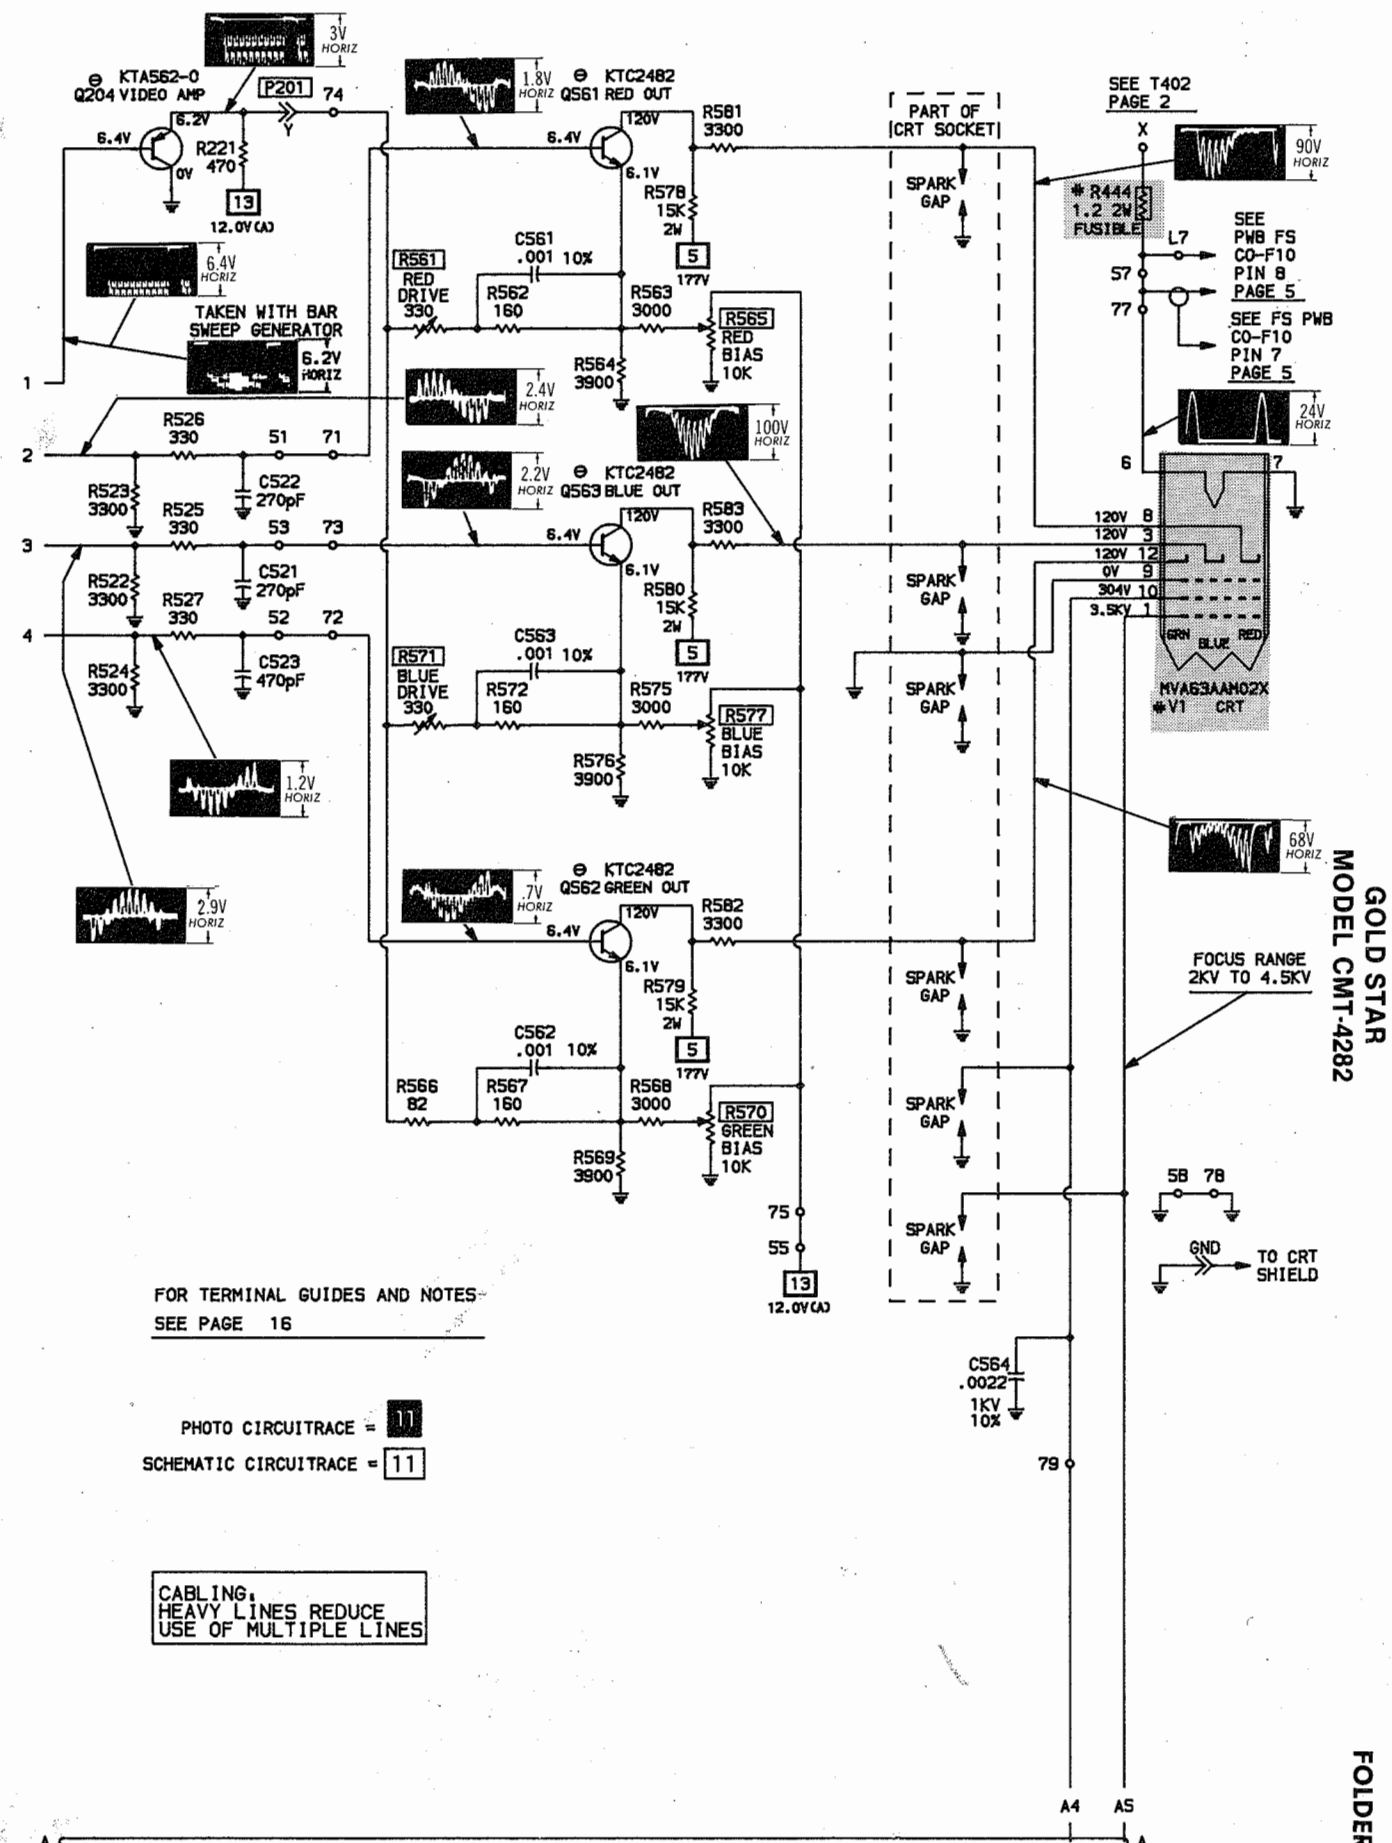 3V
HORIZ
KTA562-O
Q204 VIDEO AMP
P201
74
Y
6.2V
6.4V
0V
R221
470
13
12.0V(A)
6.4V
HORIZ
TAKEN WITH BAR
SWEEP GENERATOR
6.2V
HORIZ
1
1.8V
HORIZ
KTC2482
Q561 RED OUT
120V
6.4V
6.1V
R581
3300
R578
15K
2W
5
177V
C561
.001 10%
R561
RED
DRIVE
330
R562
160
R563
3000
R565
RED
BIAS
10K
R564
3900
PART OF
CRT SOCKET
SPARK
GAP
SEE T402
PAGE 2
X
90V
HORIZ
* R444
1.2 2W
FUSIBLE
L7
57
77
SEE
PWB FS
CO-F10
PIN 8
PAGE 5
SEE FS PWB
CO-F10
PIN 7
PAGE 5
24V
HORIZ
2.4V
HORIZ
100V
HORIZ
2
R526
330
51
71
R523
3300
C522
270pF
R525
330
3
53
73
R522
3300
C521
270pF
R527
330
4
52
72
R524
3300
C523
470pF
2.2V
HORIZ
KTC2482
Q563 BLUE OUT
120V
6.4V
6.1V
R583
3300
R580
15K
2W
5
177V
C563
.001 10%
R571
BLUE
DRIVE
330
R572
160
R575
3000
R577
BLUE
BIAS
10K
R576
3900
SPARK
GAP
SPARK
GAP
6
7
120V 8
120V 3
120V 12
0V 9
304V 10
3.5KV 1
GRN
BLUE
RED
MVA63AAM02X
* V1 CRT
1.2V
HORIZ
2.9V
HORIZ
.7V
HORIZ
KTC2482
Q562 GREEN OUT
120V
6.4V
6.1V
R582
3300
R579
15K
2W
5
177V
C562
.001 10%
R566
82
R567
160
R568
3000
R570
GREEN
BIAS
10K
R569
3900
SPARK
GAP
SPARK
GAP
SPARK
GAP
68V
HORIZ
GOLD STAR
MODEL CMT-4282
FOCUS RANGE
2KV TO 4.5KV
75
55
13
12.0V(A)
58 78
GND
TO CRT
SHIELD
FOR TERMINAL GUIDES AND NOTES
SEE PAGE 16
C564
.0022
1KV
10%
79
PHOTO CIRCUITRACE = 11
SCHEMATIC CIRCUITRACE = 11
CABLING:
HEAVY LINES REDUCE
USE OF MULTIPLE LINES
A4
A5
FOLDER
A
A